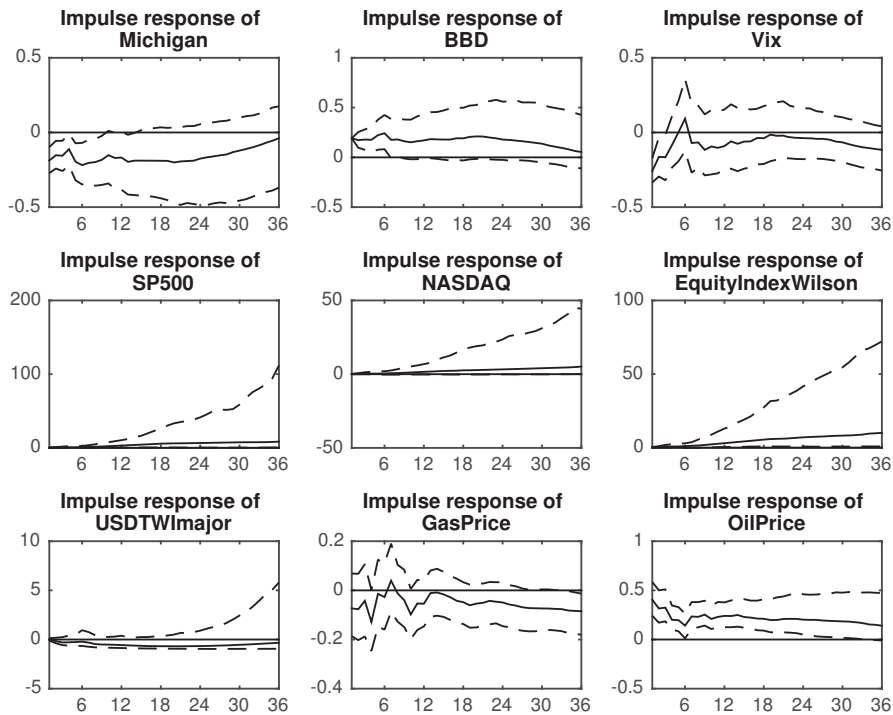 Impulse response of
Michigan
0.5
0
-0.5
6 12 18 24 30 36
Impulse response of
BBD
1
0.5
0
-0.5
6 12 18 24 30 36
Impulse response of
Vix
0.5
0
-0.5
6 12 18 24 30 36
Impulse response of
SP500
200
100
0
6 12 18 24 30 36
Impulse response of
NASDAQ
50
0
-50
6 12 18 24 30 36
Impulse response of
EquityIndexWilson
100
50
0
6 12 18 24 30 36
Impulse response of
USDTWImajor
10
5
0
-5
6 12 18 24 30 36
Impulse response of
GasPrice
0.2
0
-0.2
-0.4
6 12 18 24 30 36
Impulse response of
OilPrice
1
0.5
0
-0.5
6 12 18 24 30 36